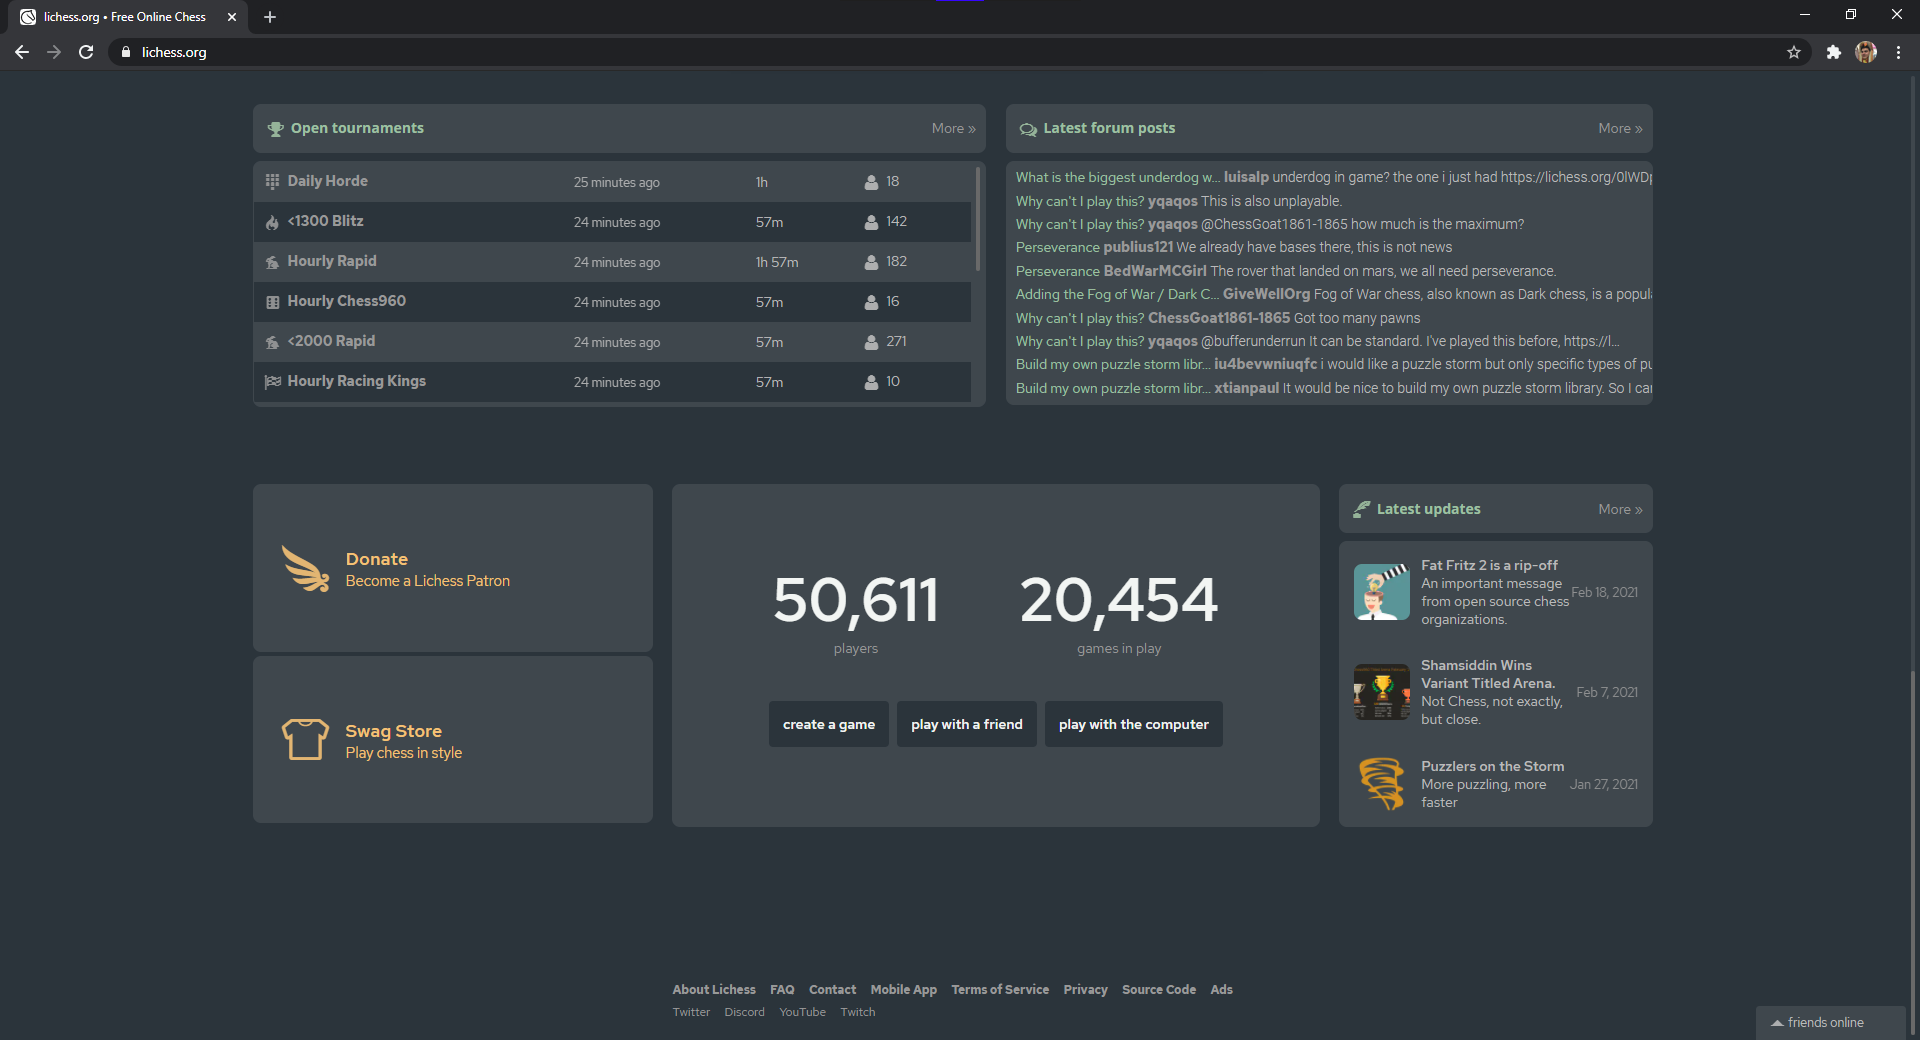 lichess.org • Free Online Chess
lichess.org
Open tournaments More »
Daily Horde 25 minutes ago 1h 18
<1300 Blitz 24 minutes ago 57m 142
Hourly Rapid 24 minutes ago 1h 57m 182
Hourly Chess960 24 minutes ago 57m 16
<2000 Rapid 24 minutes ago 57m 271
Hourly Racing Kings 24 minutes ago 57m 10
Latest forum posts More »
What is the biggest underdog w... luisalp underdog in game? the one i just had https://lichess.org/0lWDp
Why can't I play this? yqaqos This is also unplayable.
Why can't I play this? yqaqos @ChessGoat1861-1865 how much is the maximum?
Perseverance publius121 We already have bases there, this is not news
Perseverance BedWarMCGirl The rover that landed on mars, we all need perseverance.
Adding the Fog of War / Dark C... GiveWellOrg Fog of War chess, also known as Dark chess, is a popul
Why can't I play this? ChessGoat1861-1865 Got too many pawns
Why can't I play this? yqaqos @bufferunderrun It can be standard. I've played this before, https://l...
Build my own puzzle storm libr... iu4bevwniuqfc i would like a puzzle storm but only specific types of pu
Build my own puzzle storm libr... xtianpaul It would be nice to build my own puzzle storm library. So I car
Donate
Become a Lichess Patron
Swag Store
Play chess in style
50,611 20,454
players games in play
create a game play with a friend play with the computer
Latest updates More »
Fat Fritz 2 is a rip-off
An important message
from open source chess
organizations.
Feb 18, 2021
Shamsiddin Wins
Variant Titled Arena.
Not Chess, not exactly,
but close.
Feb 7, 2021
Puzzlers on the Storm
More puzzling, more
faster
Jan 27, 2021
About Lichess FAQ Contact Mobile App Terms of Service Privacy Source Code Ads
Twitter Discord YouTube Twitch
friends online